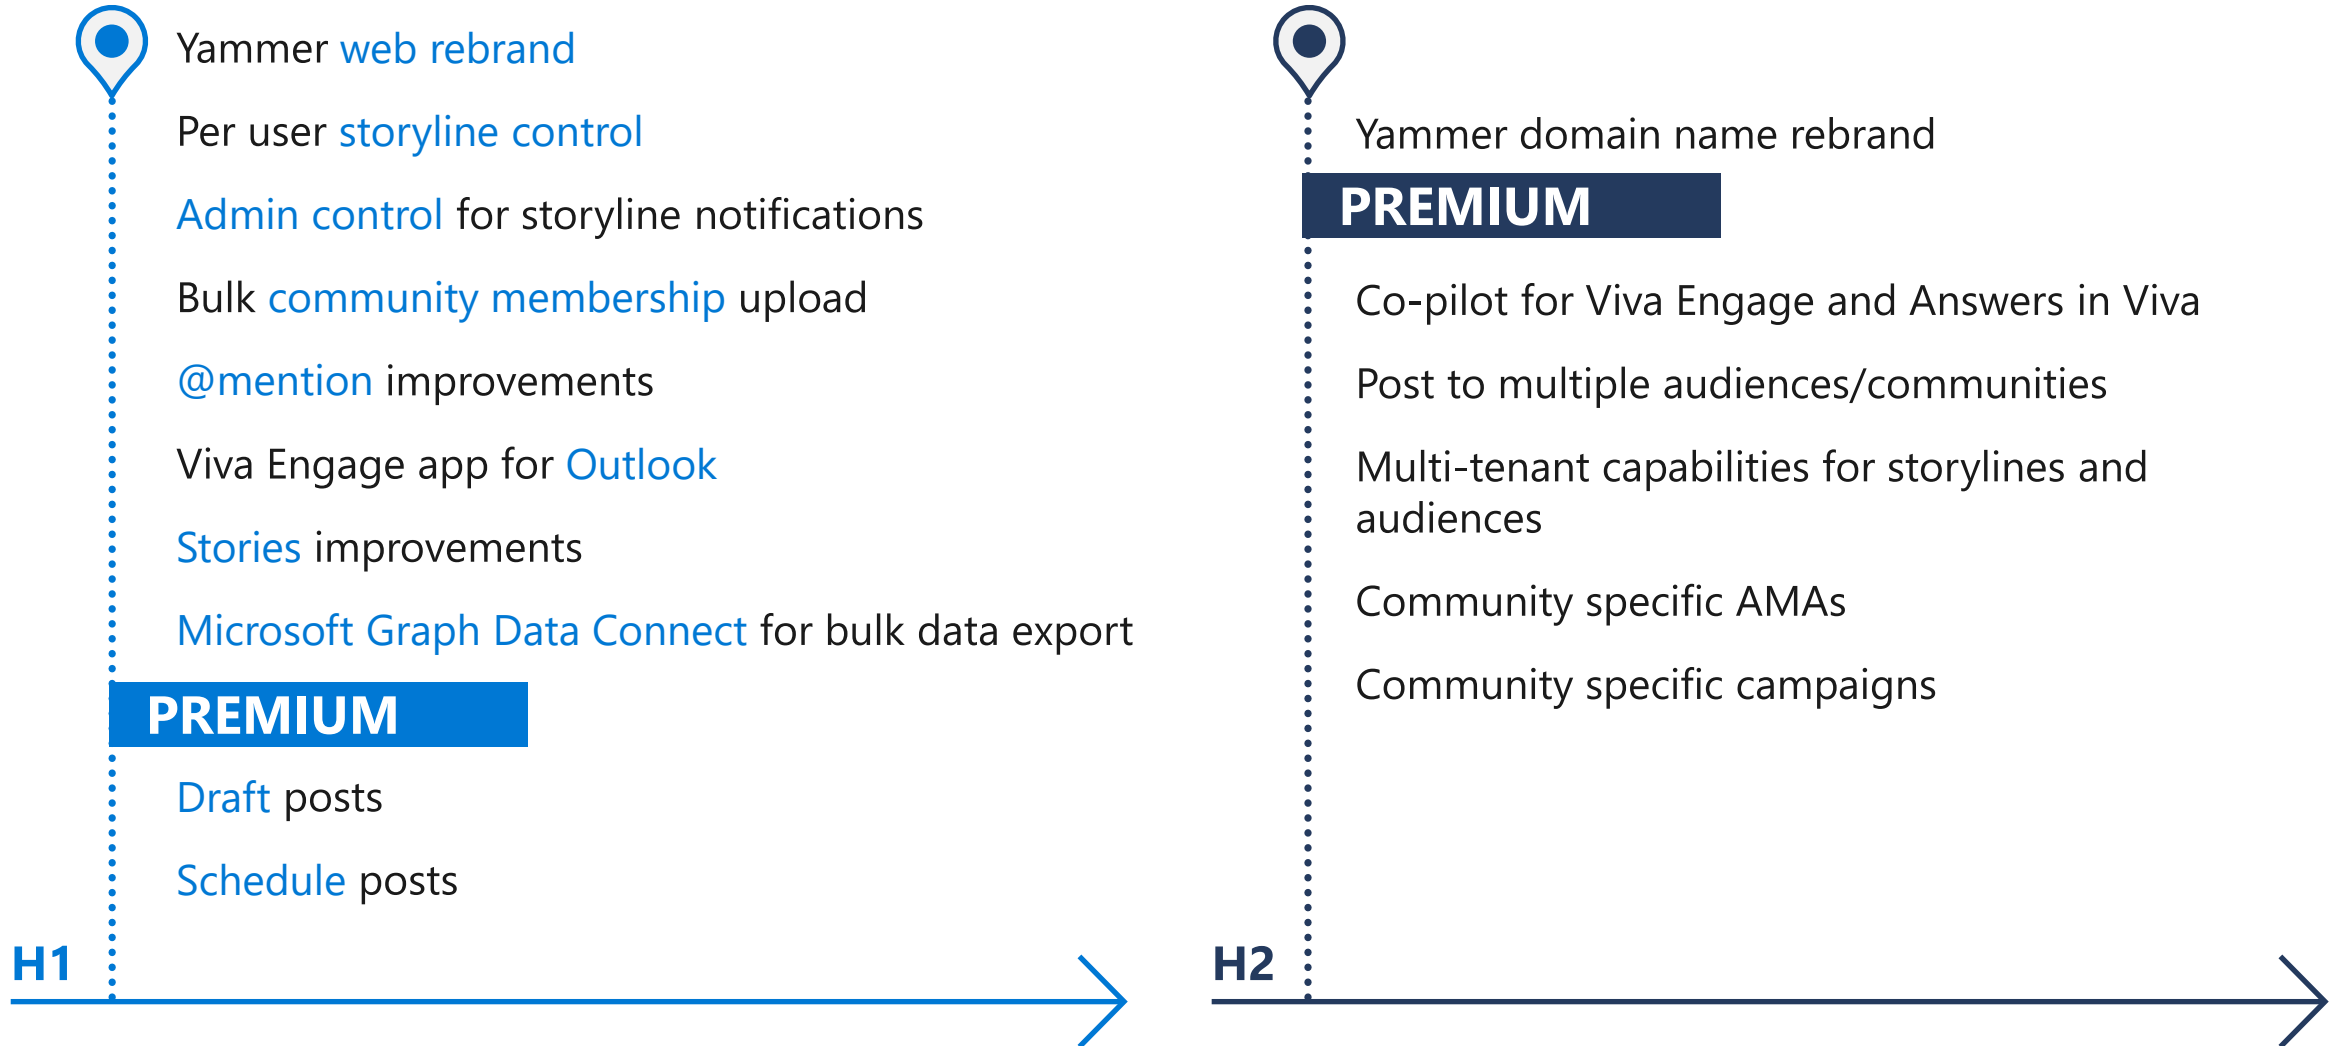 Yammer web rebrand
Per user storyline control
Admin control for storyline notifications
Bulk community membership upload
@mention improvements
Viva Engage app for Outlook
Stories improvements
Microsoft Graph Data Connect for bulk data export
PREMIUM
Draft posts
Schedule posts
H1
Yammer domain name rebrand
PREMIUM
Co-pilot for Viva Engage and Answers in Viva
Post to multiple audiences/communities
Multi-tenant capabilities for storylines and
audiences
Community specific AMAs
Community specific campaigns
H2